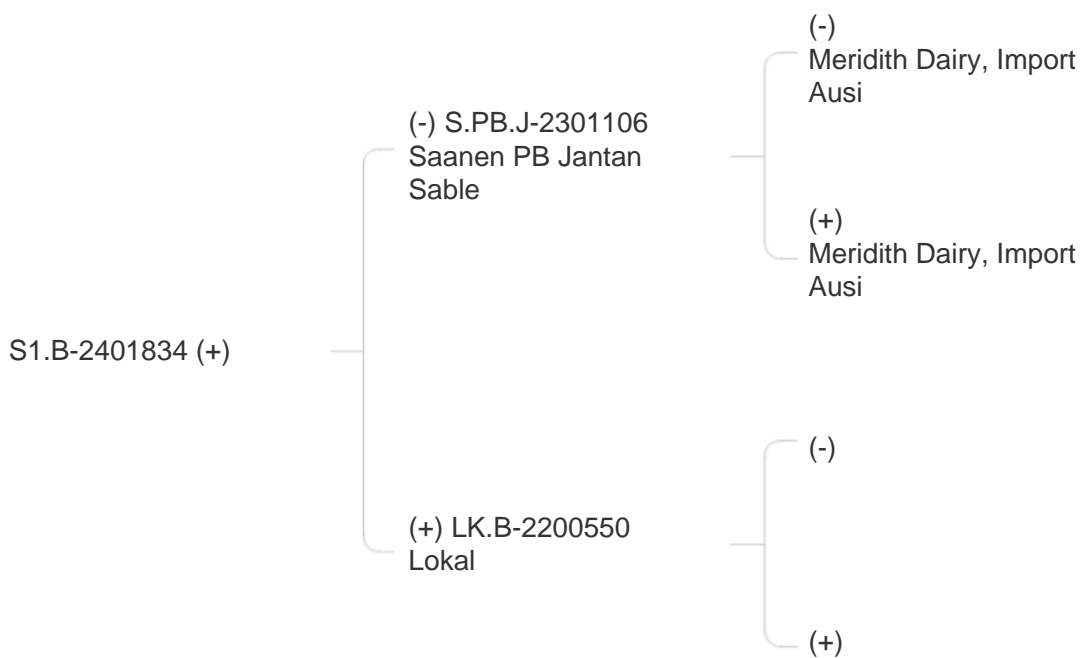 (-)
Meridith Dairy, Import
Ausi
(-) S.PB.J-2301106
Saanen PB Jantan
Sable
(+)
Meridith Dairy, Import
Ausi
S1.B-2401834 (+)
(-)
(+) LK.B-2200550
Lokal
(+)